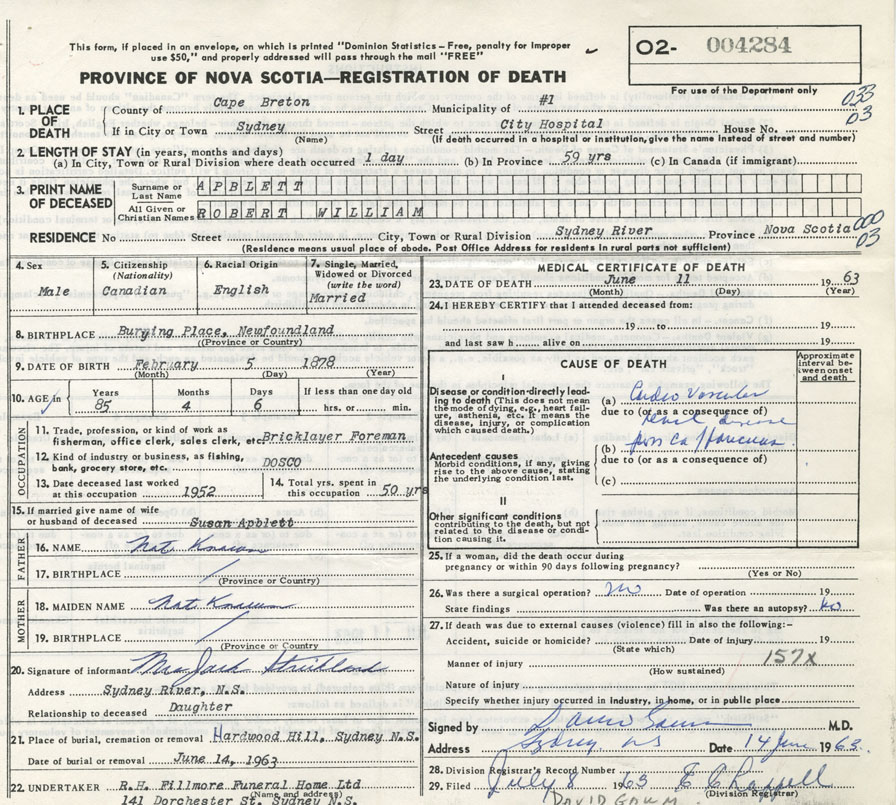 This form, if placed in an envelope, on which is printed "Dominion Statistics – Free, penalty for Improper
use $50," and properly addressed will pass through the mail "FREE"
O2- 004284
PROVINCE OF NOVA SCOTIA—REGISTRATION OF DEATH
For use of the Department only
033
03
1. PLACE OF DEATH
County of Cape Breton Municipality of #1
If in City or Town Sydney Street City Hospital House No.
(Name) (If death occurred in a hospital or institution, give the name instead of street and number)
2. LENGTH OF STAY (in years, months and days)
(a) In City, Town or Rural Division where death occurred 1 day (b) In Province 59 yrs (c) In Canada (if immigrant)
3. PRINT NAME OF DECEASED
Surname or Last Name APBLETT
All Given or Christian Names ROBERT WILLIAM
000
03
RESIDENCE No Street City, Town or Rural Division Sydney River Province Nova Scotia
(Residence means usual place of abode. Post Office Address for residents in rural parts not sufficient)
4. Sex
Male
5. Citizenship
(Nationality)
Canadian
6. Racial Origin
English
7. Single, Married, Widowed or Divorced
(write the word)
Married
8. BIRTHPLACE Burying Place, Newfoundland
(Province or Country)
9. DATE OF BIRTH February 5 1878
(Month) (Day) (Year)
10. AGE in Years Months Days If less than one day old
85 4 6 hrs. or min.
OCCUPATION
11. Trade, profession, or kind of work as
fisherman, office clerk, sales clerk, etc. Bricklayer Foreman
12. Kind of industry or business, as fishing,
bank, grocery store, etc. DOSCO
13. Date deceased last worked at this occupation 1952
14. Total yrs. spent in this occupation 50 yrs
15. If married give name of wife
or husband of deceased Susan Apblett
FATHER
16. NAME Not Known
17. BIRTHPLACE /
(Province or Country)
MOTHER
18. MAIDEN NAME Not Known
19. BIRTHPLACE /
(Province or Country
20. Signature of informant Mrs Jack Strickland
Address Sydney River, N.S.
Relationship to deceased Daughter
21. Place of burial, cremation or removal Hardwood Hill, Sydney N.S.
Date of burial or removal June 14, 1963
22. UNDERTAKER R.H. Fillmore Funeral Home Ltd
(Name and address)
141 Dorchester St. Sydney N.S.
MEDICAL CERTIFICATE OF DEATH
23. DATE OF DEATH June 11 1963
(Month) (Day) (Year)
24. I HEREBY CERTIFY that I attended deceased from:
19 to 19
and last saw h alive on 19
CAUSE OF DEATH
Approximate interval between onset and death
I
Disease or condition directly leading to death (This does not mean the mode of dying, e.g., heart failure, asthenia, etc. It means the disease, injury, or complication which caused death.)
(a) Cardio Vascular
due to (or as a consequence of)
Antecedent causes
Morbid conditions, if any, giving rise to the above cause, stating the underlying condition last.
(b) from Ca Pancreas
due to (or as a consequence of)
(c)
II
Other significant conditions
contributing to the death, but not related to the disease or condition causing it.
25. If a woman, did the death occur during
pregnancy or within 90 days following pregnancy?
(Yes or No)
26. Was there a surgical operation? no Date of operation 19
State findings Was there an autopsy? no
27. If death was due to external causes (violence) fill in also the following:–
Accident, suicide or homicide? Date of injury 19
(State which)
157x
Manner of injury
(How sustained)
Nature of injury
Specify whether injury occurred in industry, in home, or in public place
Signed by M.D.
Address Sydney NS Date 14 June 1963.
28. Division Registrar's Record Number
29. Filed July 8 1963 E C Chappell
(Division Registrar)
DAVID GAUM